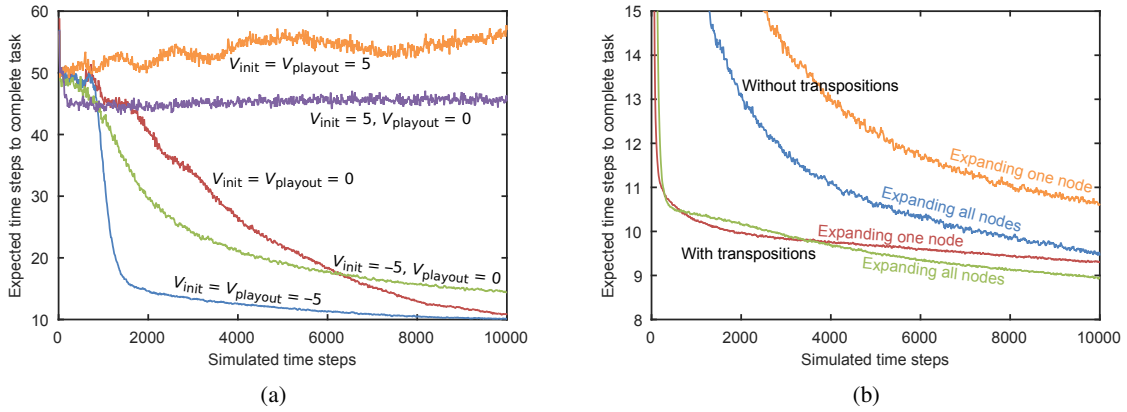 60
50
40
30
20
10
0
2000
4000
6000
8000
10000
Expected time steps to complete task
Simulated time steps
V_init = V_playout = 5
V_init = 5, V_playout = 0
V_init = V_playout = 0
V_init = –5, V_playout = 0
V_init = V_playout = –5
(a)
15
14
13
12
11
10
9
8
0
2000
4000
6000
8000
10000
Expected time steps to complete task
Simulated time steps
Without transpositions
Expanding one node
Expanding all nodes
Expanding one node
With transpositions
Expanding all nodes
(b)